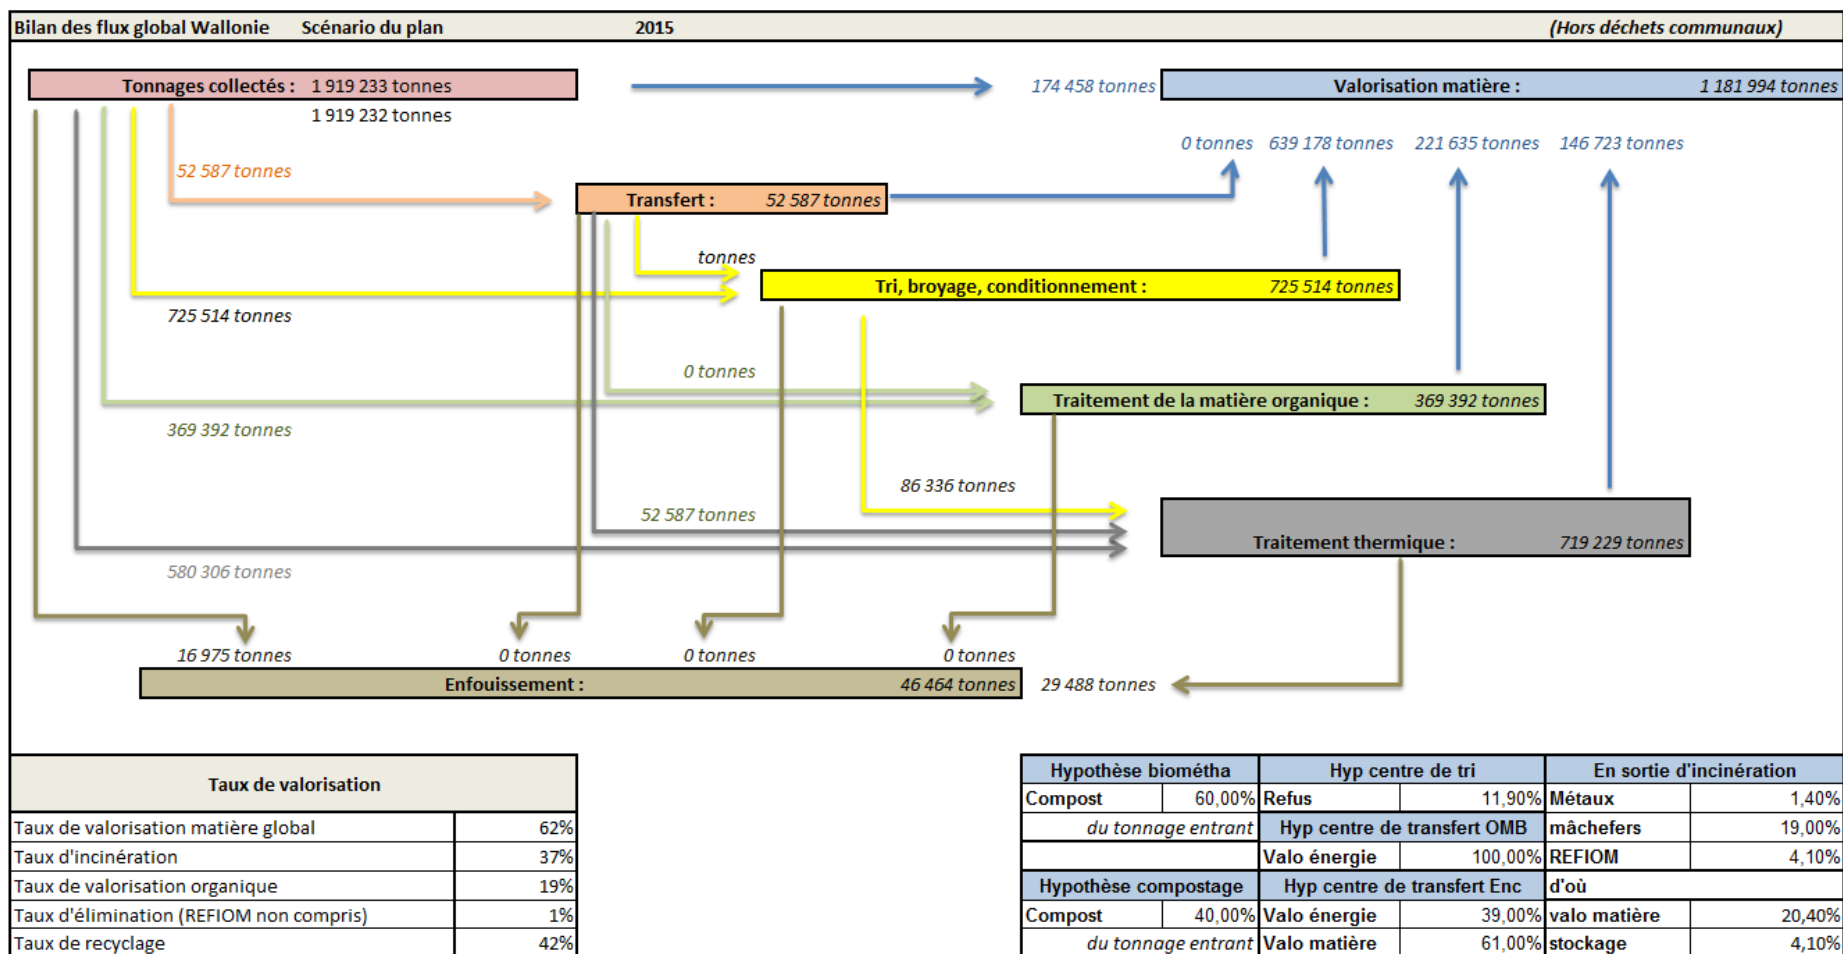 Bilan des flux global Wallonie Scénario du plan 2015 (Hors déchets communaux)
Tonnages collectés : 1 919 233 tonnes 174 458 tonnes Valorisation matière : 1 181 994 tonnes
1 919 232 tonnes
0 tonnes 639 178 tonnes 221 635 tonnes 146 723 tonnes
52 587 tonnes
Transfert : 52 587 tonnes
tonnes
Tri, broyage, conditionnement : 725 514 tonnes
725 514 tonnes
0 tonnes
Traitement de la matière organique : 369 392 tonnes
369 392 tonnes
86 336 tonnes
52 587 tonnes
Traitement thermique : 719 229 tonnes
580 306 tonnes
16 975 tonnes 0 tonnes 0 tonnes 0 tonnes
Enfouissement : 46 464 tonnes 29 488 tonnes
Taux de valorisation
Taux de valorisation matière global 62%
Taux d'incinération 37%
Taux de valorisation organique 19%
Taux d'élimination (REFIOM non compris) 1%
Taux de recyclage 42%
Hypothèse biométha Hyp centre de tri En sortie d'incinération
Compost 60,00% Refus 11,90% Métaux 1,40%
du tonnage entrant Hyp centre de transfert OMB mâchefers 19,00%
Valo énergie 100,00% REFIOM 4,10%
Hypothèse compostage Hyp centre de transfert Enc d'où
Compost 40,00% Valo énergie 39,00% valo matière 20,40%
du tonnage entrant Valo matière 61,00% stockage 4,10%